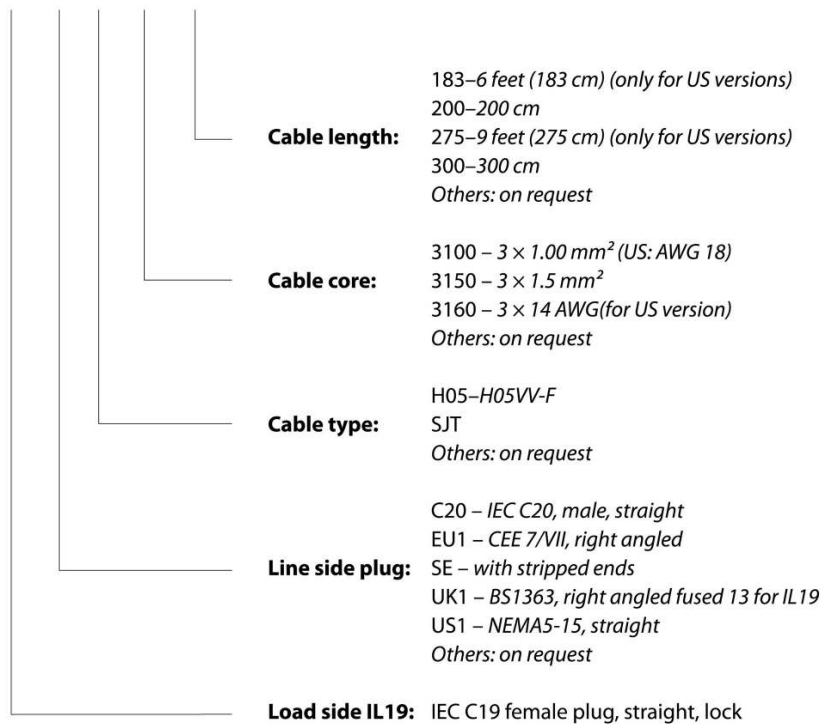 183–6 feet (183 cm) (only for US versions)
200–200 cm
Cable length: 275–9 feet (275 cm) (only for US versions)
300–300 cm
Others: on request
3100 – 3 × 1.00 mm² (US: AWG 18)
Cable core: 3150 – 3 × 1.5 mm²
3160 – 3 × 14 AWG(for US version)
Others: on request
H05–H05VV-F
Cable type: SJT
Others: on request
C20 – IEC C20, male, straight
EU1 – CEE 7/VII, right angled
Line side plug: SE – with stripped ends
UK1 – BS1363, right angled fused 13 for IL19
US1 – NEMA5-15, straight
Others: on request
Load side IL19: IEC C19 female plug, straight, lock